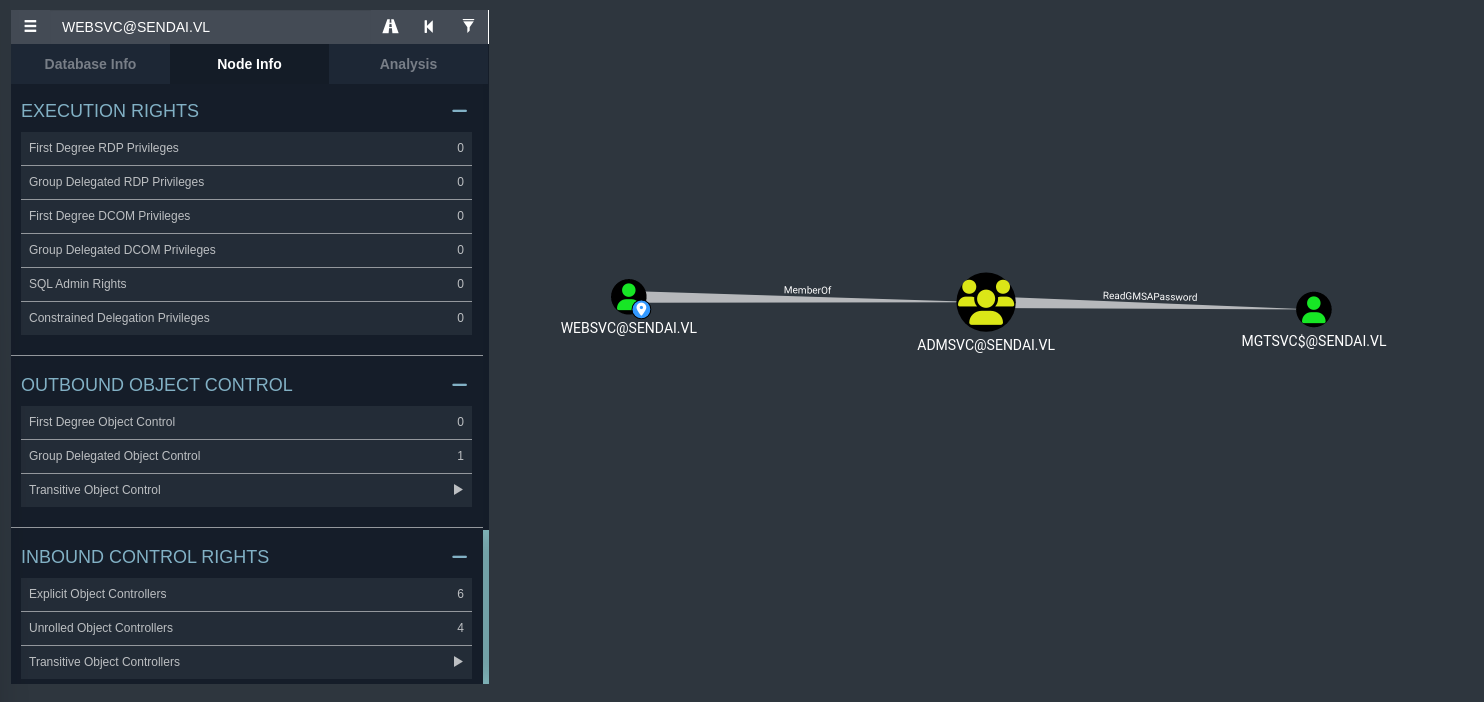 WEBSVC@SENDAI.VL
Database Info
Node Info
Analysis
EXECUTION RIGHTS
First Degree RDP Privileges 0
Group Delegated RDP Privileges 0
First Degree DCOM Privileges 0
Group Delegated DCOM Privileges 0
SQL Admin Rights 0
Constrained Delegation Privileges 0
OUTBOUND OBJECT CONTROL
First Degree Object Control 0
Group Delegated Object Control 1
Transitive Object Control
INBOUND CONTROL RIGHTS
Explicit Object Controllers 6
Unrolled Object Controllers 4
Transitive Object Controllers
MemberOf
ReadGMSAPassword
WEBSVC@SENDAI.VL
ADMSVC@SENDAI.VL
MGTSVC$@SENDAI.VL